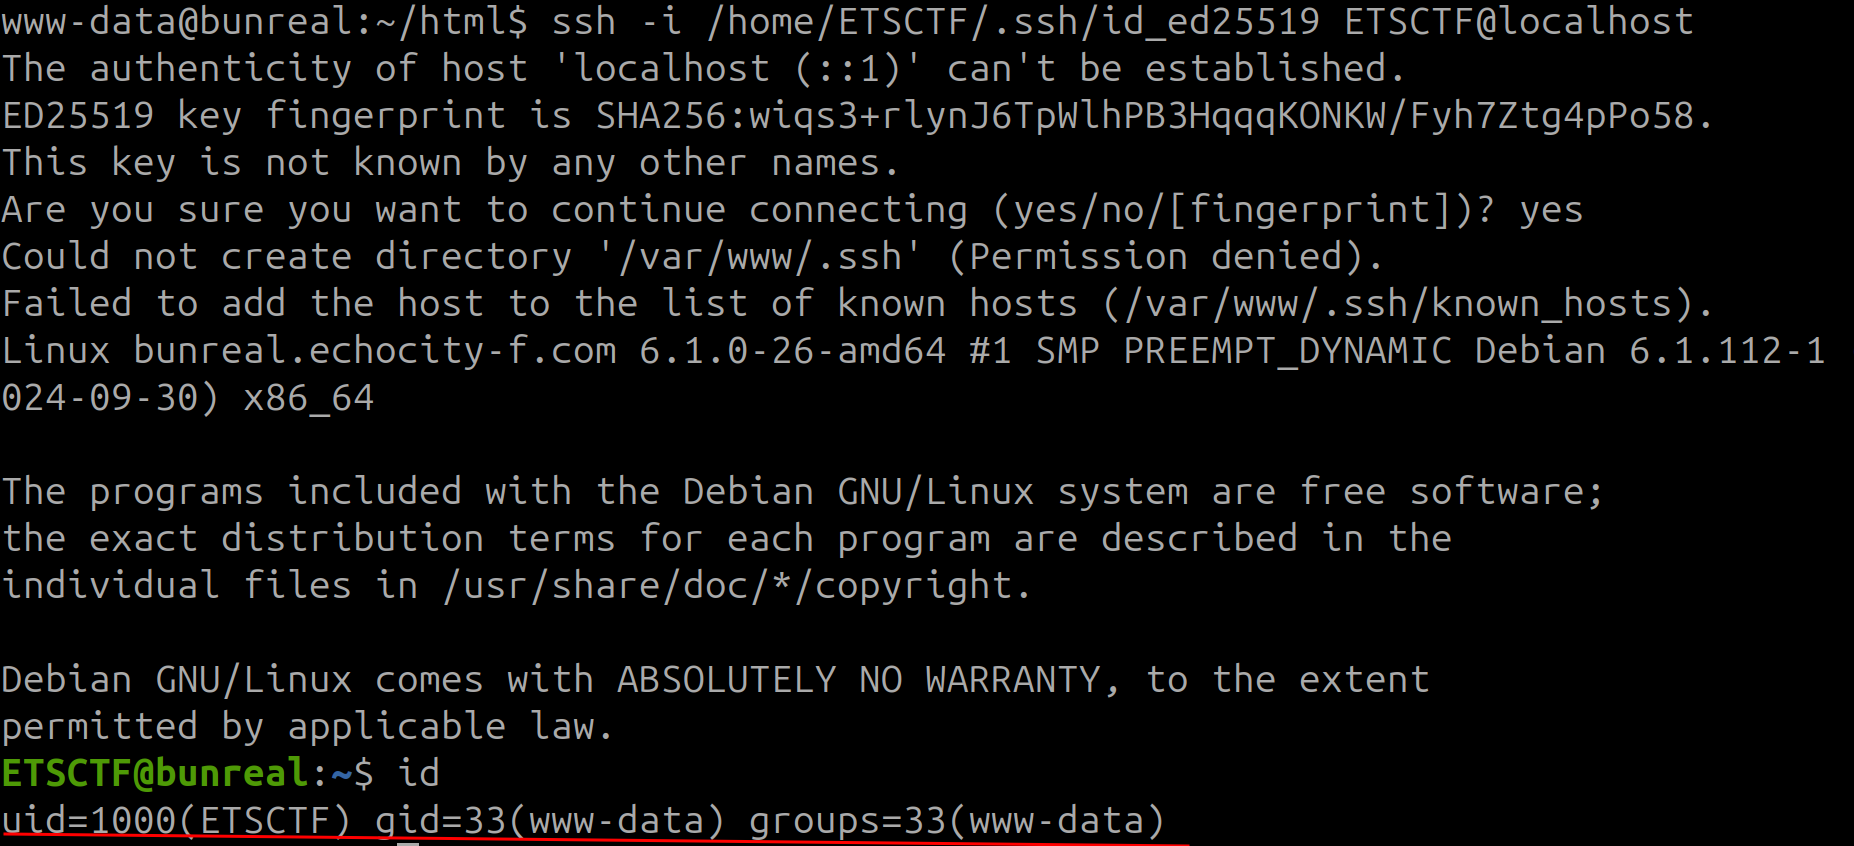 www-data@bunreal:~/html$ ssh -i /home/ETSCTF/.ssh/id_ed25519 ETSCTF@localhost
The authenticity of host 'localhost (::1)' can't be established.
ED25519 key fingerprint is SHA256:wiqs3+rlynJ6TpWlhPB3HqqqKONKW/Fyh7Ztg4pPo58.
This key is not known by any other names.
Are you sure you want to continue connecting (yes/no/[fingerprint])? yes
Could not create directory '/var/www/.ssh' (Permission denied).
Failed to add the host to the list of known hosts (/var/www/.ssh/known_hosts).
Linux bunreal.echocity-f.com 6.1.0-26-amd64 #1 SMP PREEMPT_DYNAMIC Debian 6.1.112-1
024-09-30) x86_64
The programs included with the Debian GNU/Linux system are free software;
the exact distribution terms for each program are described in the
individual files in /usr/share/doc/*/copyright.
Debian GNU/Linux comes with ABSOLUTELY NO WARRANTY, to the extent
permitted by applicable law.
ETSCTF@bunreal:~$ id
uid=1000(ETSCTF) gid=33(www-data) groups=33(www-data)